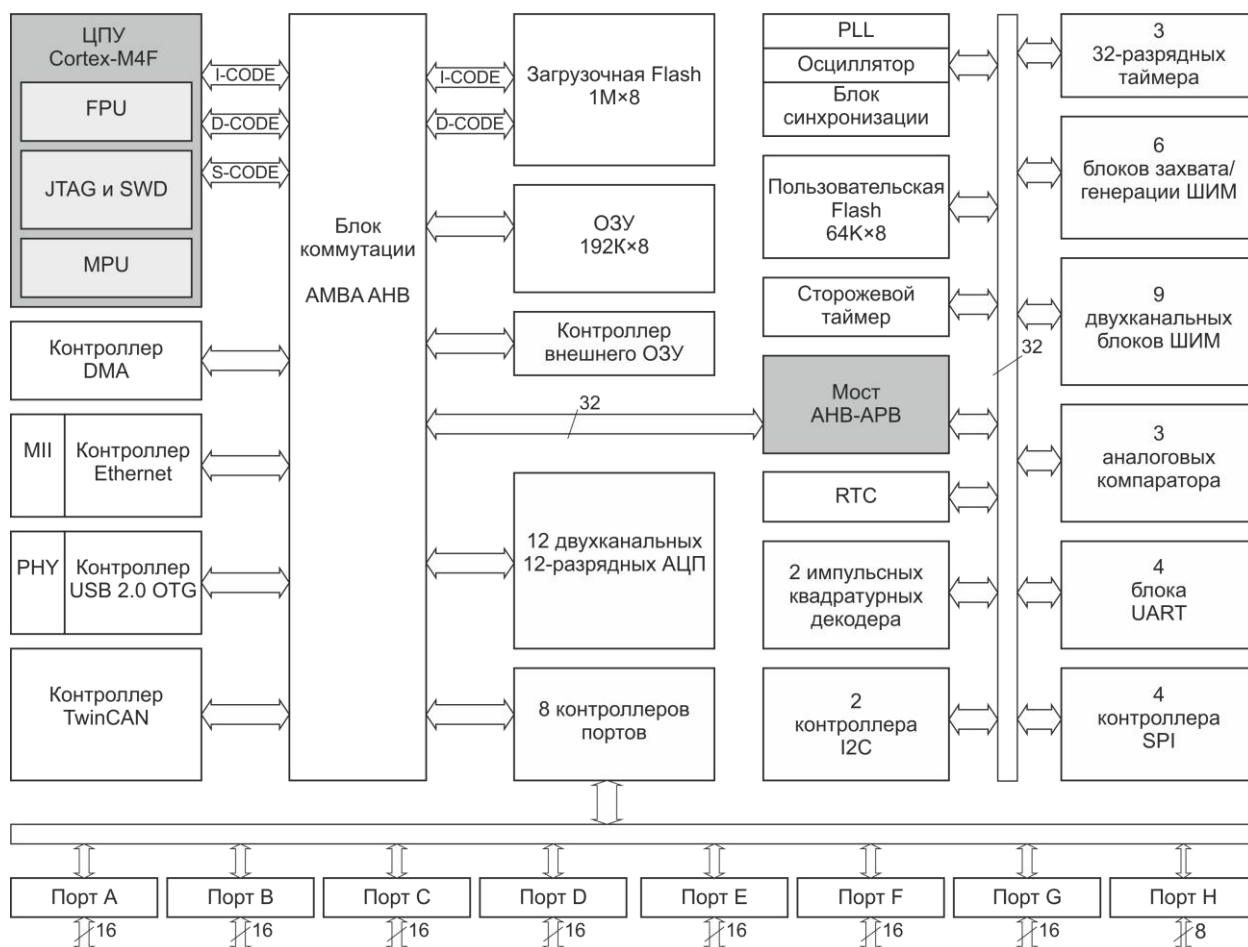 ЦПУ
Cortex-M4F
FPU
JTAG и SWD
MPU
I-CODE
D-CODE
S-CODE
Контроллер
DMA
MII
Контроллер
Ethernet
PHY
Контроллер
USB 2.0 OTG
Контроллер
TwinCAN
Блок
коммутации
AMBA AHB
I-CODE
D-CODE
Загрузочная Flash
1М×8
ОЗУ
192К×8
Контроллер
внешнего ОЗУ
32
12 двухканальных
12-разрядных АЦП
8 контроллеров
портов
PLL
Осциллятор
Блок
синхронизации
Пользовательская
Flash
64К×8
Сторожевой
таймер
Мост
AHB-APB
RTC
2 импульсных
квадратурных
декодера
2
контроллера
I2C
32
3
32-разрядных
таймера
6
блоков захвата/
генерации ШИМ
9
двухканальных
блоков ШИМ
3
аналоговых
компаратора
4
блока
UART
4
контроллера
SPI
Порт A
Порт B
Порт C
Порт D
Порт E
Порт F
Порт G
Порт H
16
16
16
16
16
16
16
8